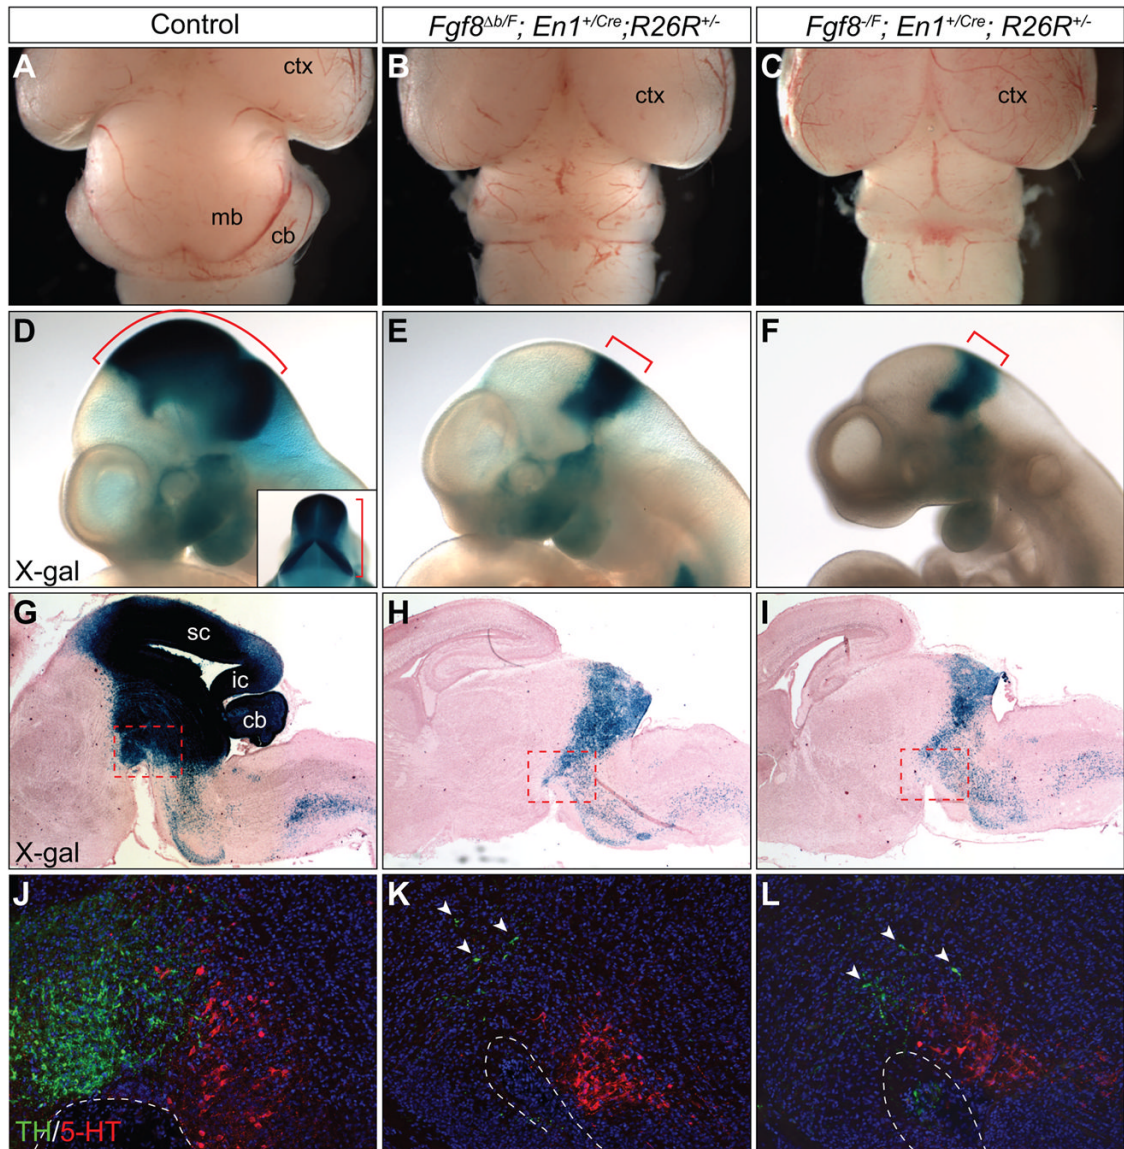 Control
Fgf8Δb/F; En1+/Cre;R26R+/-
Fgf8-/F; En1+/Cre; R26R+/-
A
ctx
mb
cb
B
ctx
C
ctx
D
X-gal
E
F
G
sc
ic
cb
X-gal
H
I
J
TH/5-HT
K
L